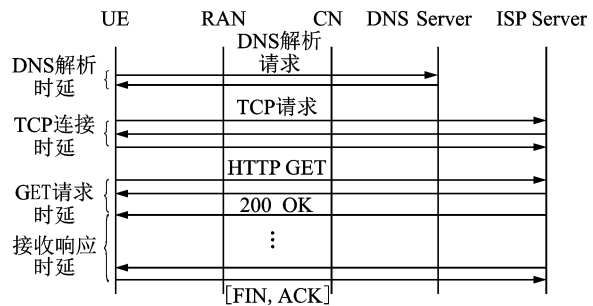 UE RAN CN DNS Server ISP Server
DNS解析
请求
DNS解析
时延
TCP请求
TCP连接
时延
HTTP GET
GET请求
时延
200 OK
接收响应
时延
[FIN, ACK]